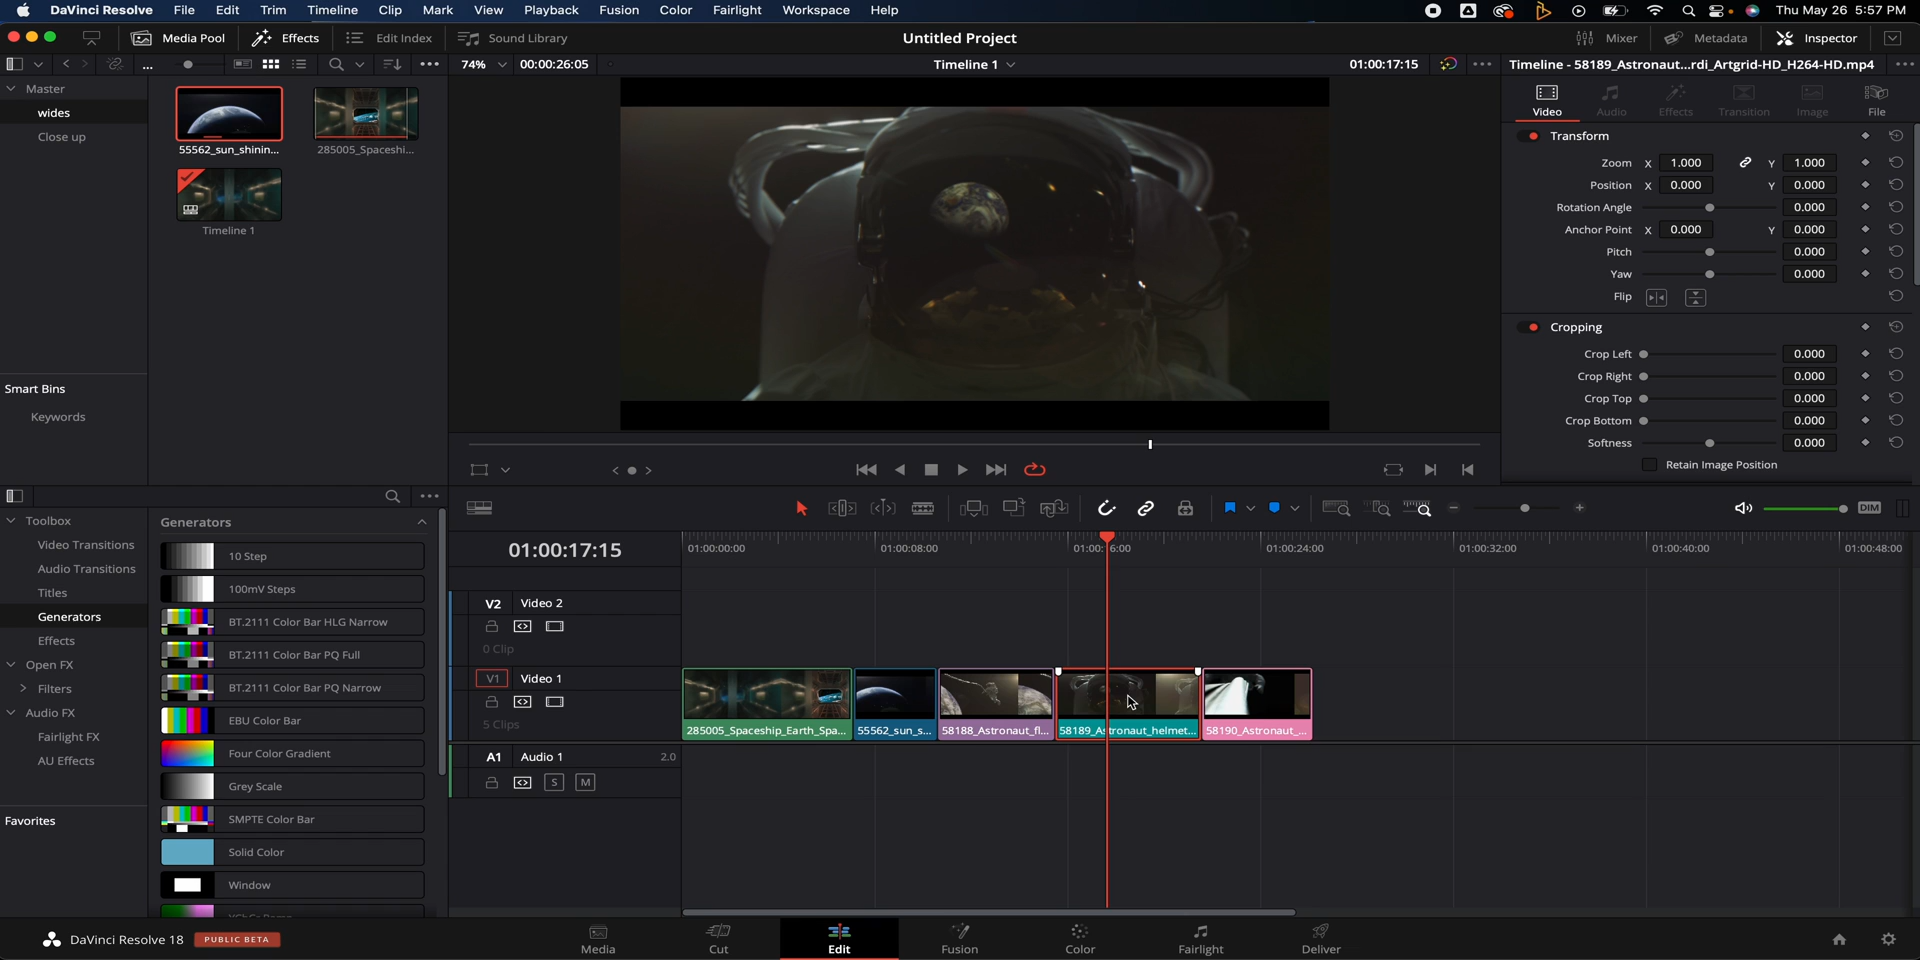 DaVinci Resolve File Edit Trim Timeline Clip Mark View Playback Fusion Color Fairlight Workspace Help Thu May 26 5:57 PM
Media Pool Effects Edit Index Sound Library Untitled Project Mixer Metadata Inspector
74% 00:00:26:05 Timeline 1 01:00:17:15 Timeline - 58189_Astronaut...rdi_Artgrid-HD_H264-HD.mp4
Master
wides
Close up
55562_sun_shinin...
285005_Spaceshi...
Timeline 1
Smart Bins
Keywords
Video Audio Effects Transition Image File
Transform
Zoom X 1.000 Y 1.000
Position X 0.000 Y 0.000
Rotation Angle 0.000
Anchor Point X 0.000 Y 0.000
Pitch 0.000
Yaw 0.000
Flip
Cropping
Crop Left 0.000
Crop Right 0.000
Crop Top 0.000
Crop Bottom 0.000
Softness 0.000
Retain Image Position
Toolbox
Video Transitions
Audio Transitions
Titles
Generators
Effects
Open FX
Filters
Audio FX
Fairlight FX
AU Effects
Favorites
Generators
10 Step
100mV Steps
BT.2111 Color Bar HLG Narrow
BT.2111 Color Bar PQ Full
BT.2111 Color Bar PQ Narrow
EBU Color Bar
Four Color Gradient
Grey Scale
SMPTE Color Bar
Solid Color
Window
DIM
01:00:17:15
01:00:00:00 01:00:08:00 01:00:16:00 01:00:24:00 01:00:32:00 01:00:40:00 01:00:48:00
V2 Video 2
0 Clip
V1 Video 1
5 Clips
285005_Spaceship_Earth_Spa... 55562_sun_s... 58188_Astronaut_fl... 58189_Astronaut_helmet... 58190_Astronaut_...
A1 Audio 1 2.0
S M
DaVinci Resolve 18 PUBLIC BETA
Media Cut Edit Fusion Color Fairlight Deliver